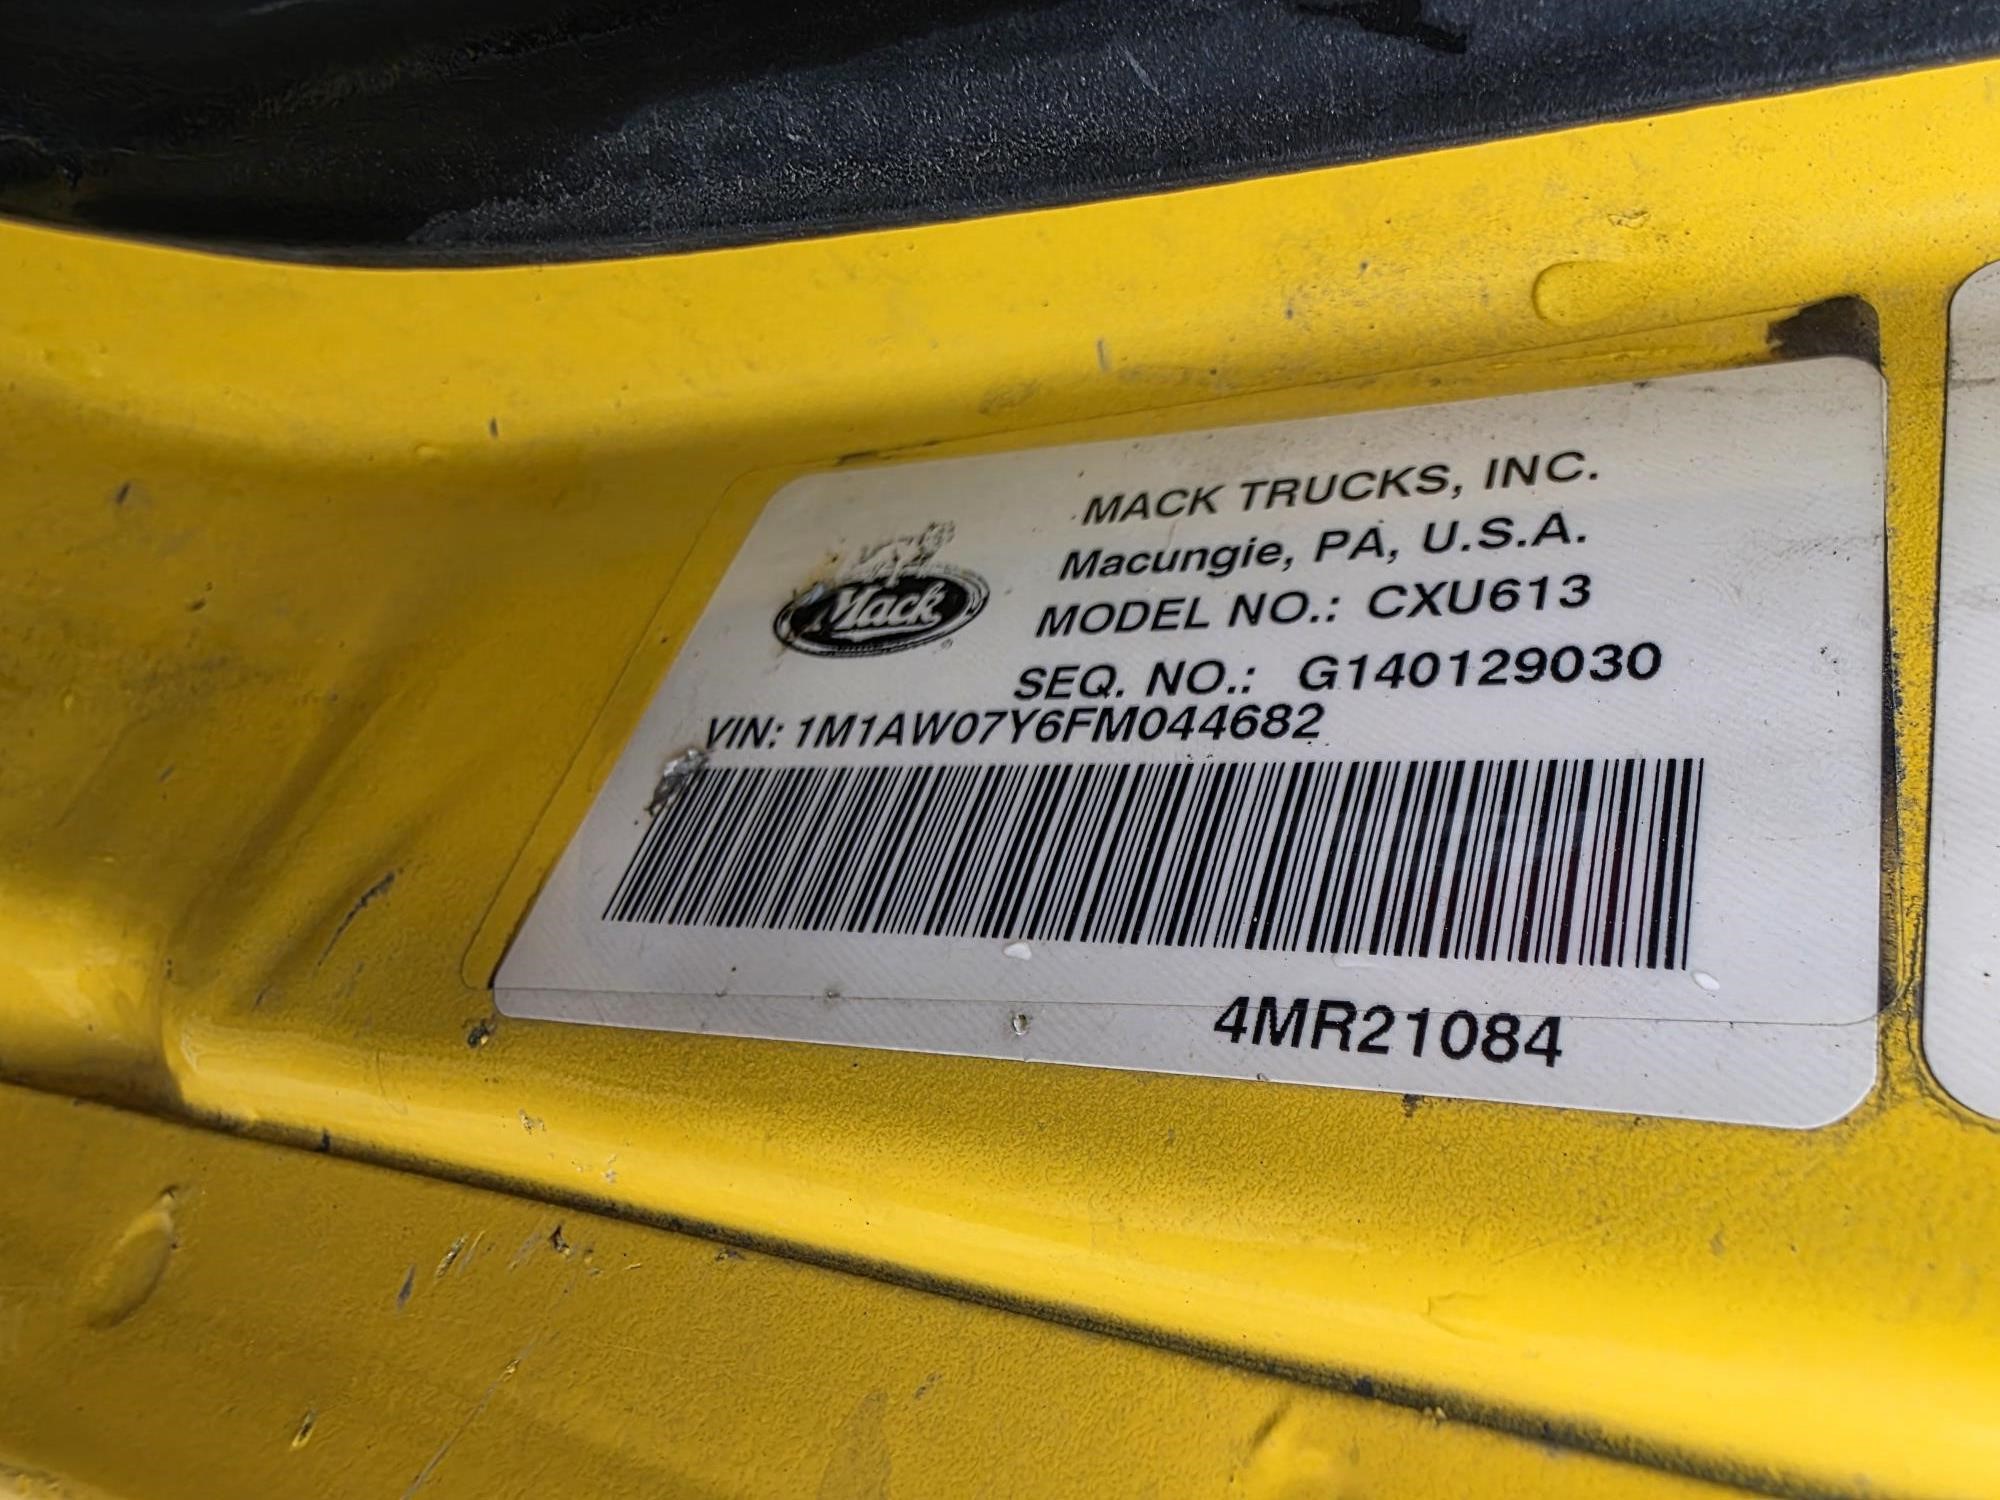 MACK TRUCKS, INC.
Macungie, PA, U.S.A.
Mack
MODEL NO.: CXU613
SEQ. NO.: G140129030
VIN: 1M1AW07Y6FM044682
4MR21084